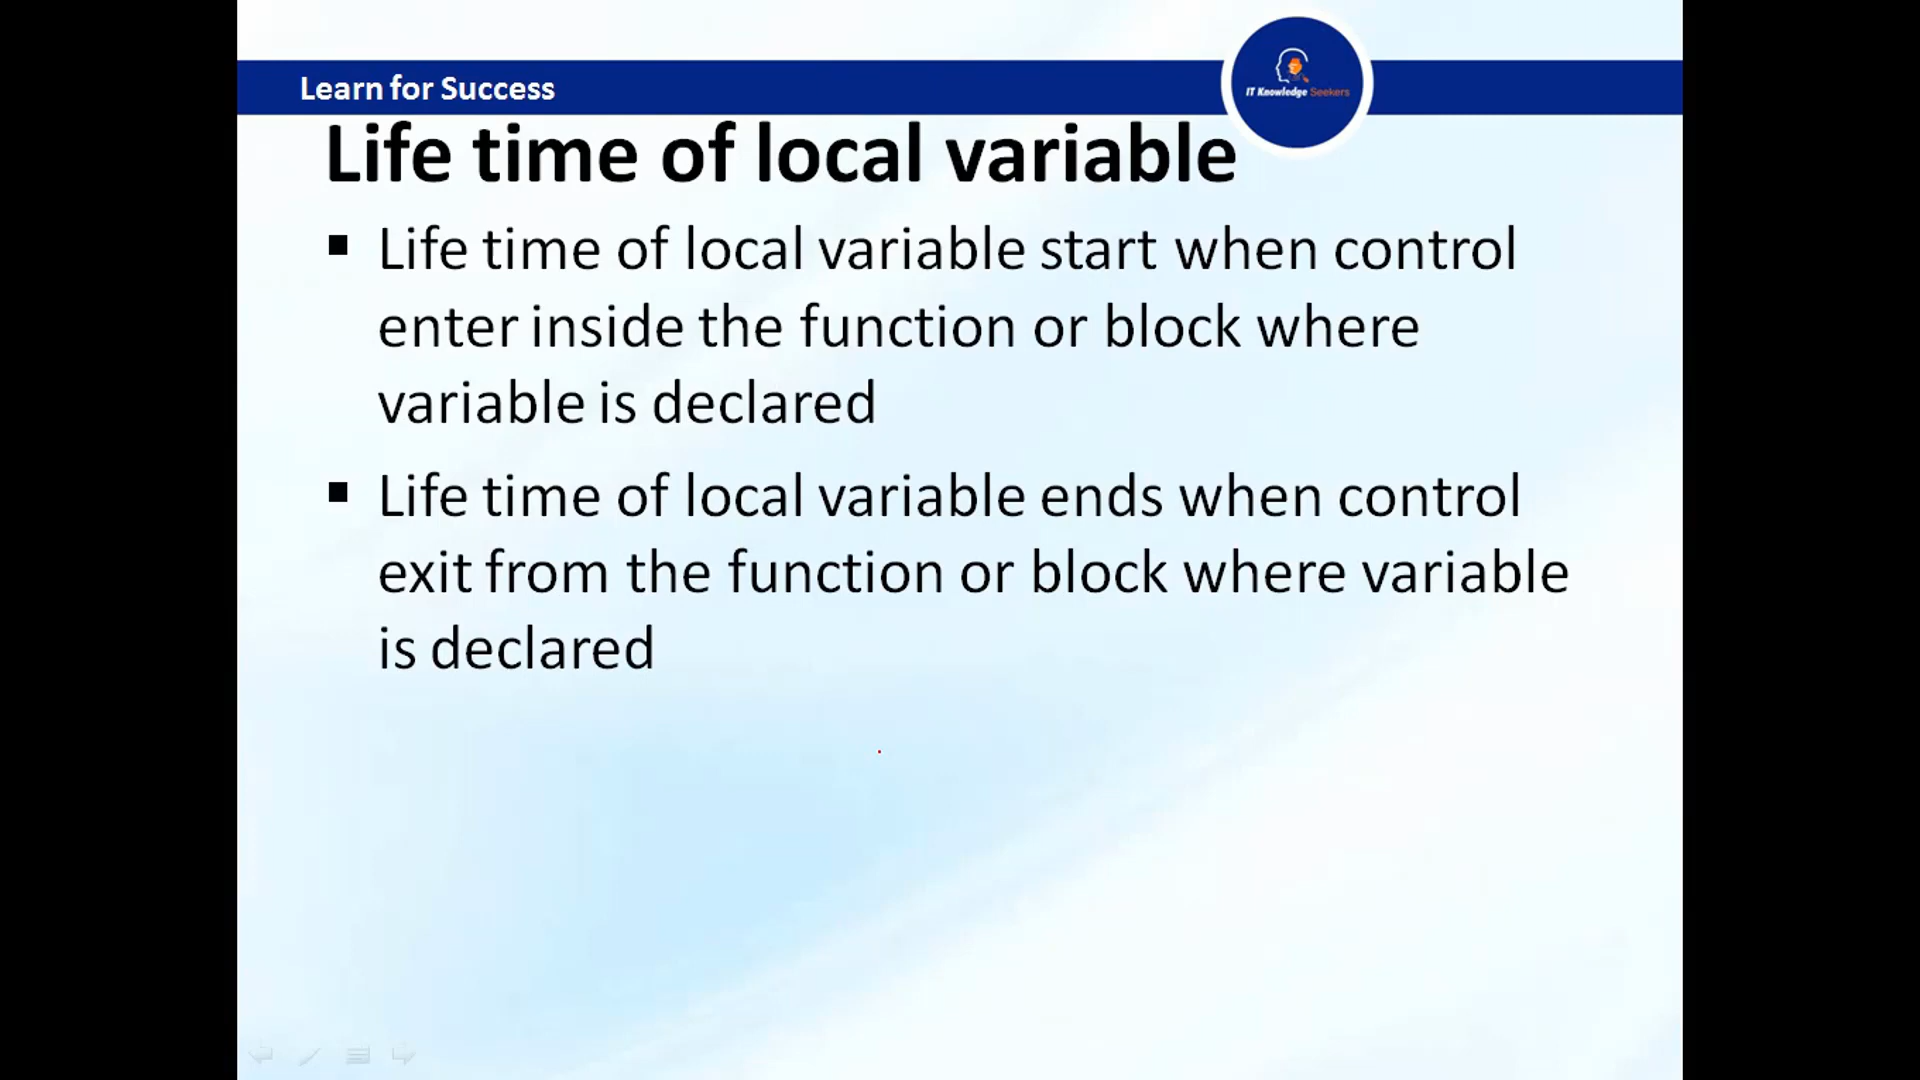 Learn for Success
IT Knowledge Seekers
Life time of local variable
▪ Life time of local variable start when control
enter inside the function or block where
variable is declared
▪ Life time of local variable ends when control
exit from the function or block where variable
is declared